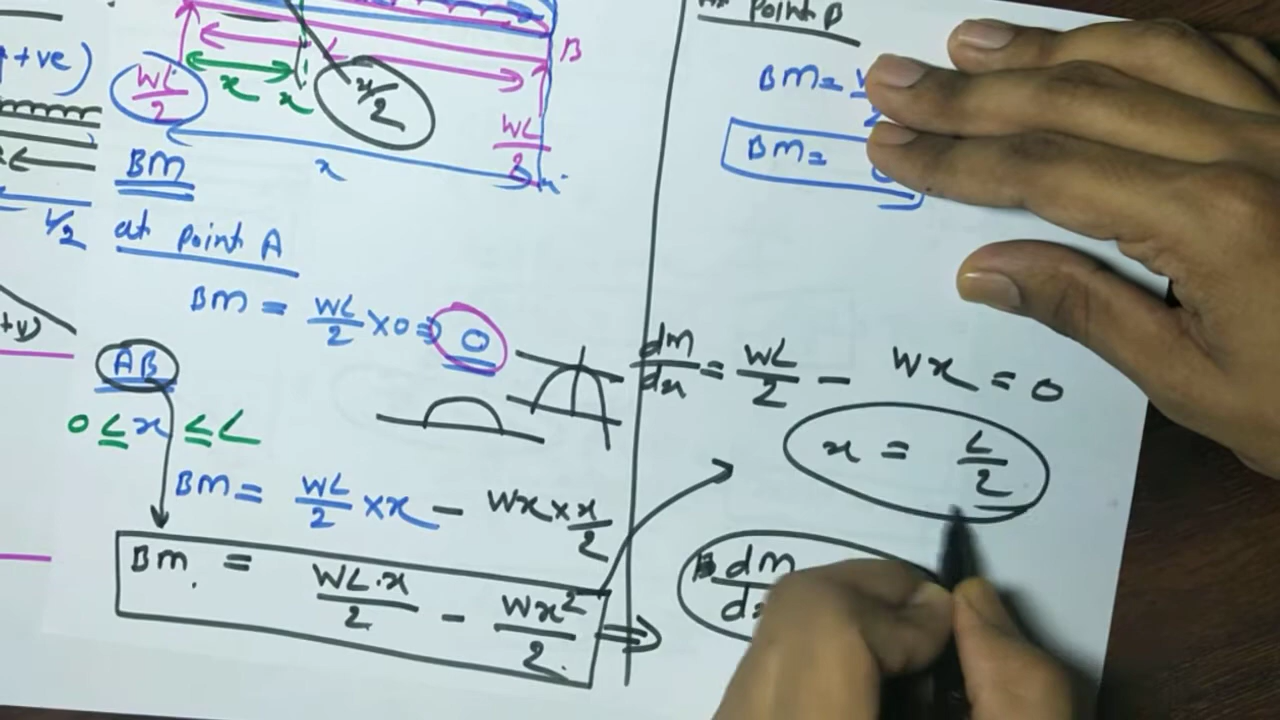 +ve)
WL/2
x
x
x/2
WL/2
B
x
L/2
BM
at Point A
BM = WL/2 × 0 ⇒ 0
+v)
AB
0 ≤ x ≤ L
BM = WL/2 × x - Wx × x/2
BM = WL.x/2 - Wx²/2
Point B
BM =
BM =
dM/dx = WL/2 - Wx = 0
x = L/2
dM